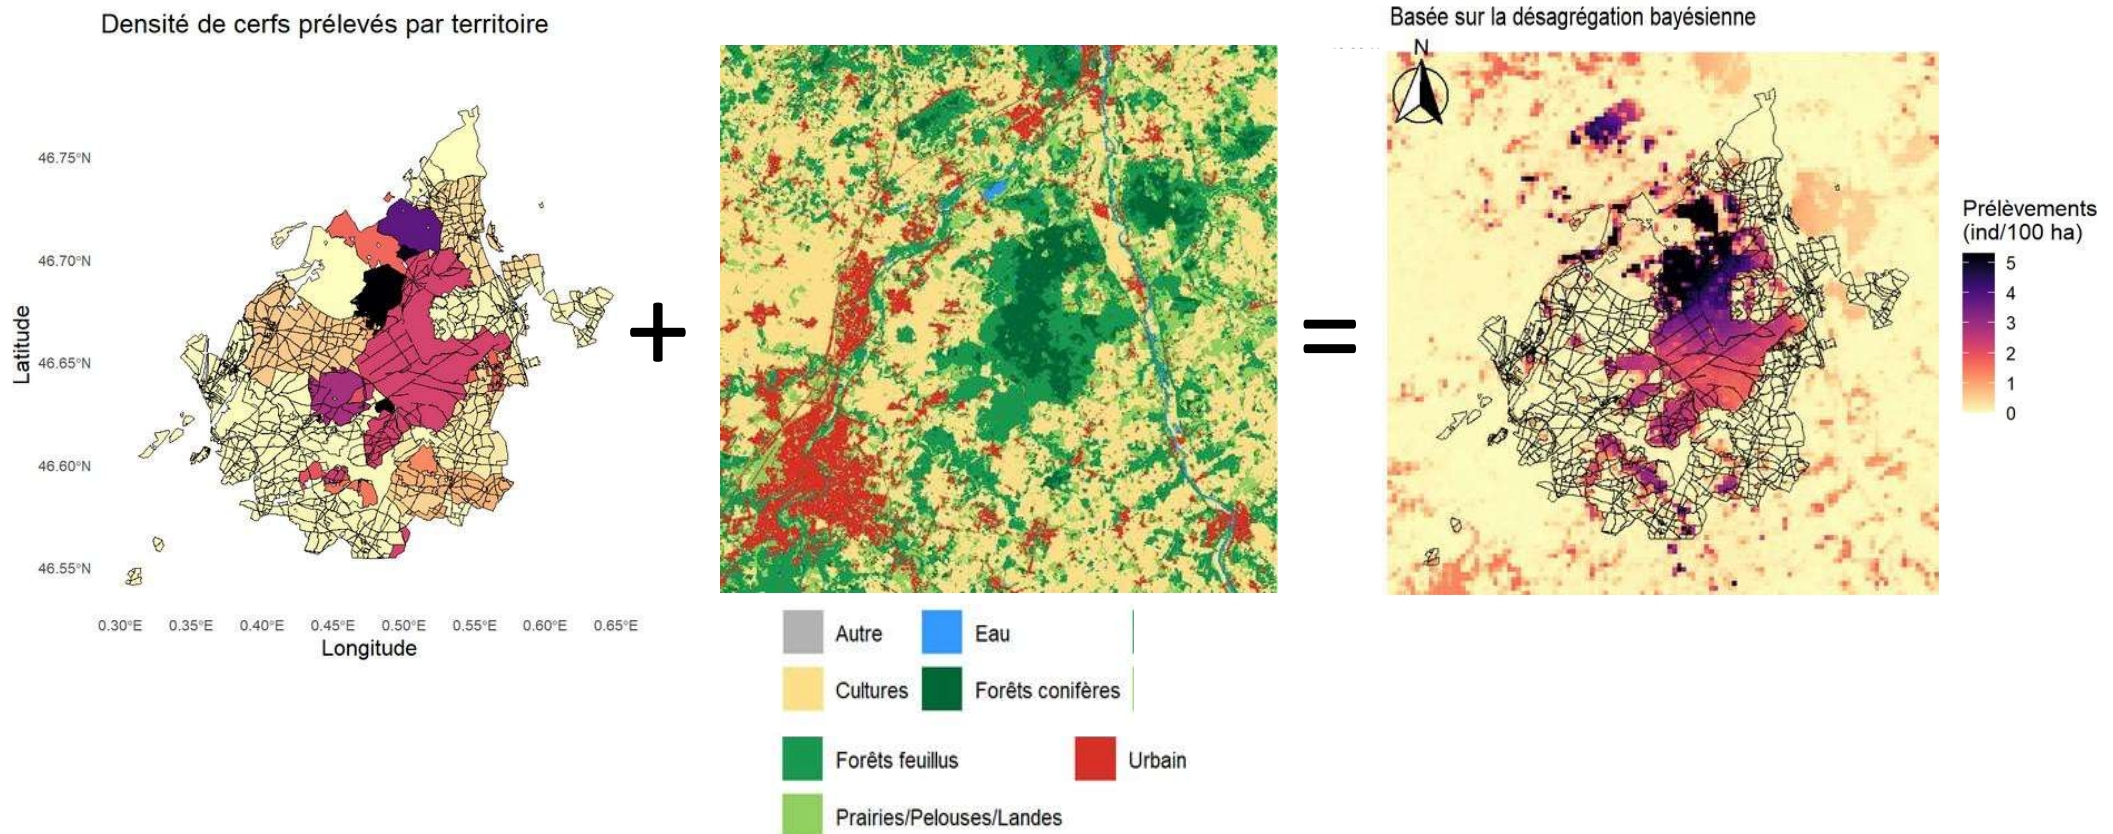 Densité de cerfs prélevés par territoire
46.75°N
46.70°N
46.65°N
46.60°N
46.55°N
Latitude
0.30°E 0.35°E 0.40°E 0.45°E 0.50°E 0.55°E 0.60°E 0.65°E
Longitude
+
Autre
Eau
Cultures
Forêts conifères
Forêts feuillus
Urbain
Prairies/Pelouses/Landes
=
Basée sur la désagrégation bayésienne
N
Prélèvements
(ind/100 ha)
5
4
3
2
1
0